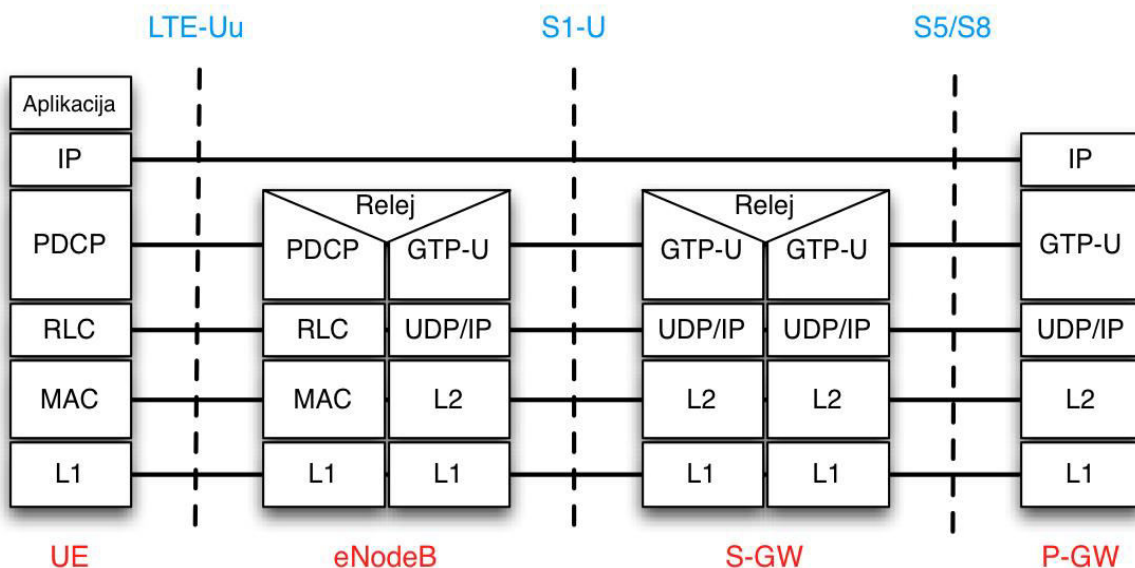 LTE-Uu S1-U S5/S8
Aplikacija
IP IP
Relej Relej
PDCP PDCP GTP-U GTP-U GTP-U GTP-U
RLC RLC UDP/IP UDP/IP UDP/IP UDP/IP
MAC MAC L2 L2 L2 L2
L1 L1 L1 L1 L1 L1
UE eNodeB S-GW P-GW